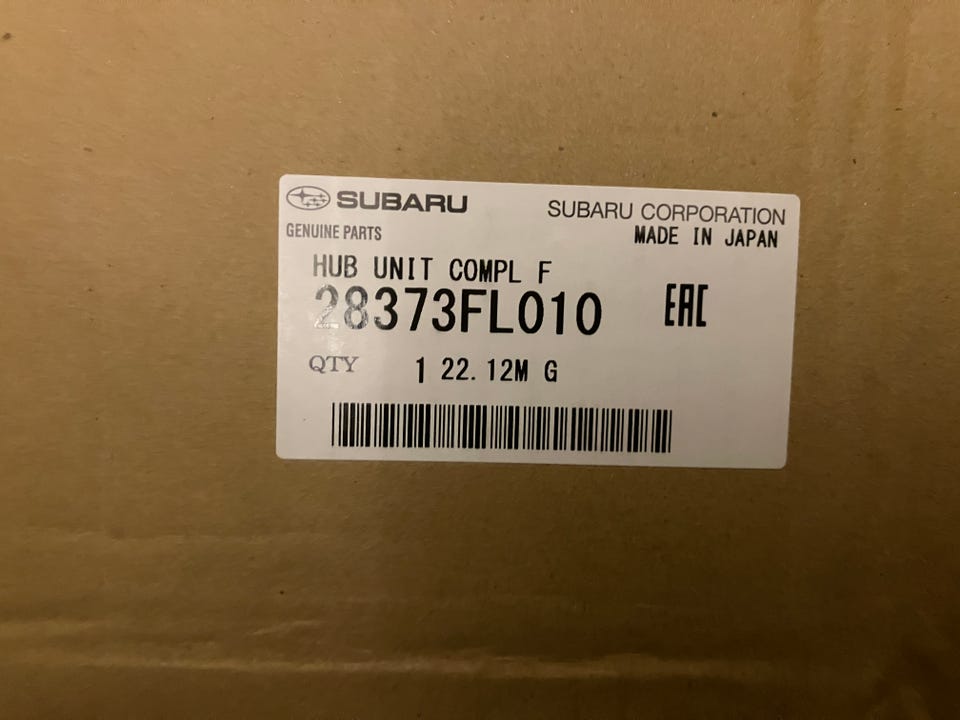 SUBARU
SUBARU CORPORATION
GENUINE PARTS
MADE IN JAPAN
HUB UNIT COMPL F
28373FL010
EAC
QTY 1 22.12M G